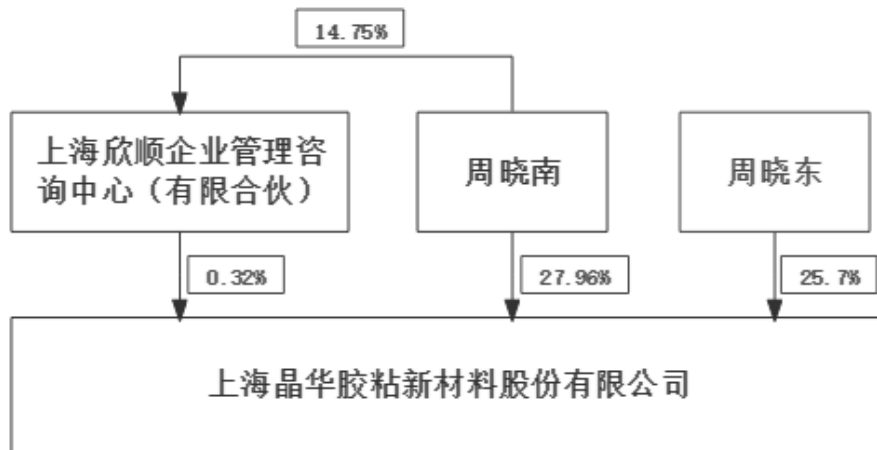 14.75%
上海欣顺企业管理咨
询中心（有限合伙）
周晓南
周晓东
0.32%
27.96%
25.7%
上海晶华胶粘新材料股份有限公司